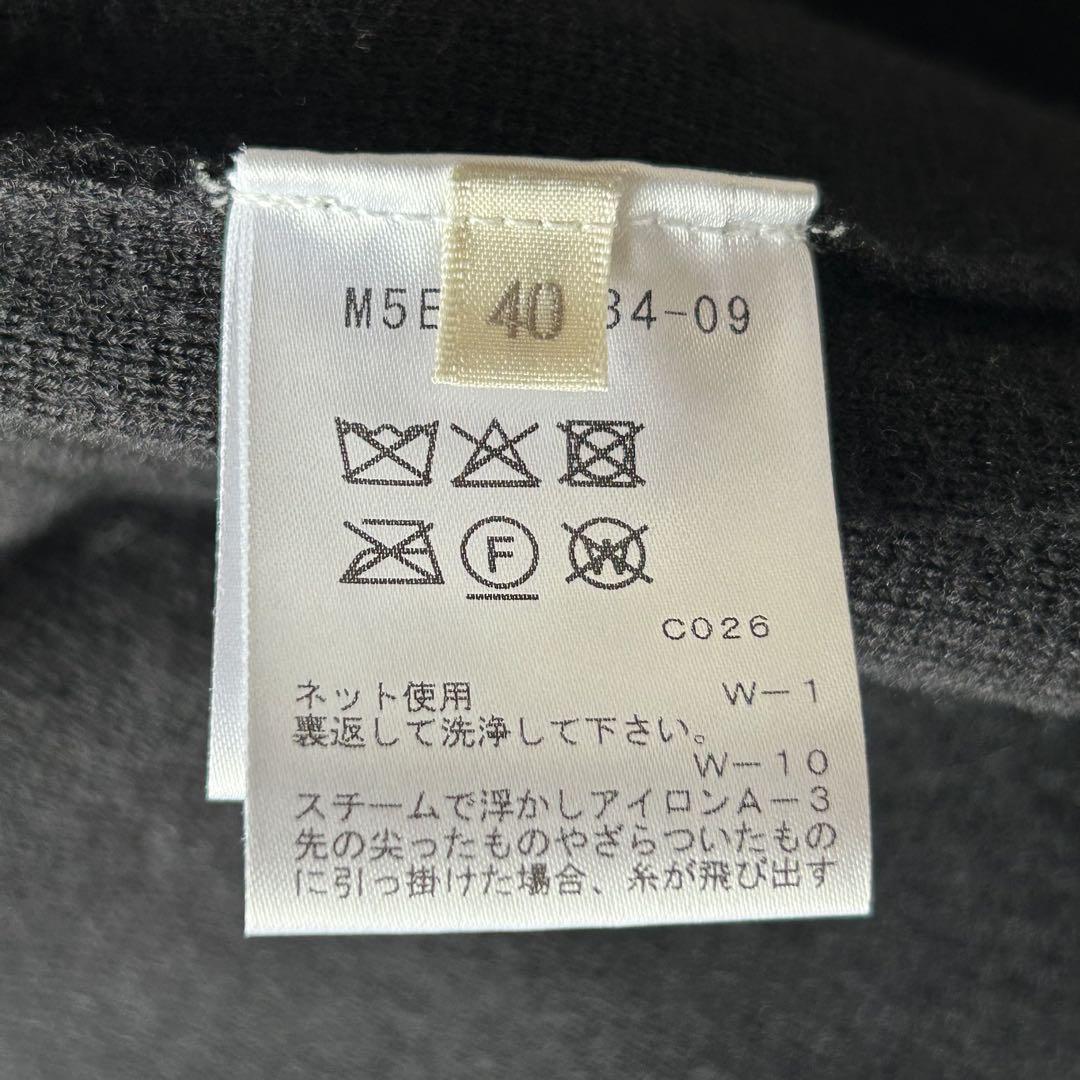 M5E 40 34-09
F
W
C026
ネット使用 W-1
裏返して洗浄して下さい。
W-10
スチームで浮かしアイロンA-3
先の尖ったものやざらついたもの
に引っ掛けた場合、糸が飛び出す